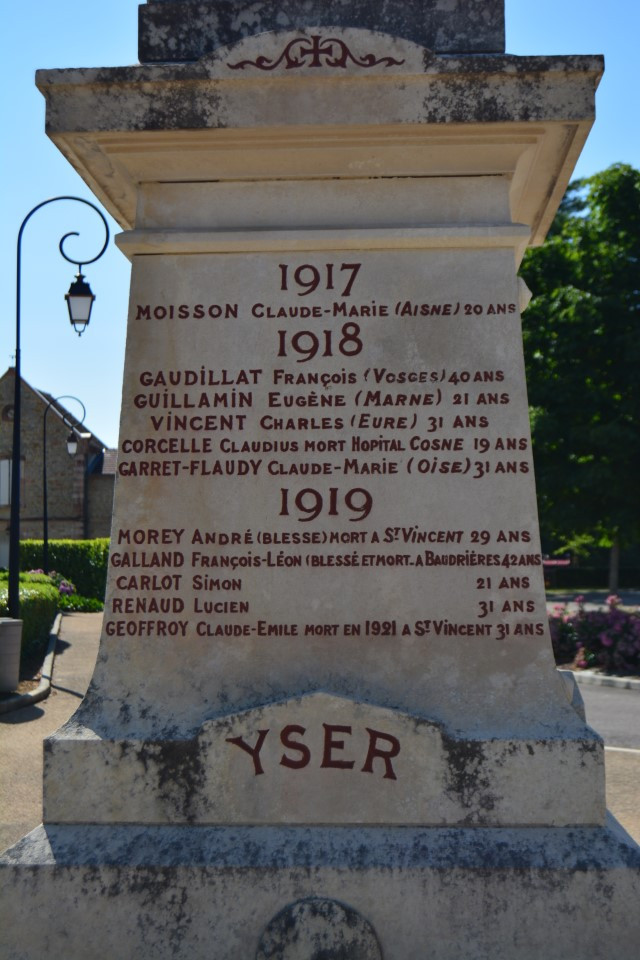 1917
MOISSON CLAUDE-MARIE (AISNE) 20 ANS
1918
GAUDILLAT FRANÇOIS (VOSGES) 40 ANS
GUILLAMIN EUGÈNE (MARNE) 21 ANS
VINCENT CHARLES (EURE) 31 ANS
CORCELLE CLAUDIUS MORT HOPITAL COSNE 19 ANS
GARRET-FLAUDY CLAUDE-MARIE (OISE) 31 ANS
1919
MOREY ANDRÉ (BLESSE) MORT A ST VINCENT 29 ANS
GALLAND FRANÇOIS-LÉON (BLESSÉ ET MORT. A BAUDRIÈRES 42 ANS
CARLOT SIMON 21 ANS
RENAUD LUCIEN 31 ANS
GEOFFROY CLAUDE-EMILE MORT EN 1921 A ST VINCENT 31 ANS
YSER